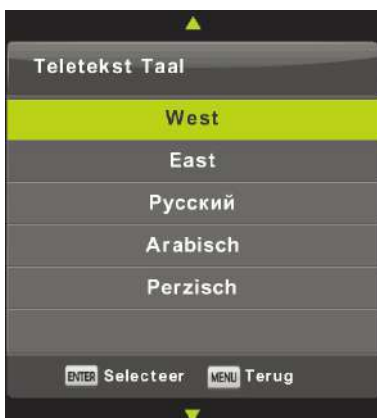 Teletekst Taal
West
East
Русский
Arabisch
Perzisch
ENTER Selecteer MENU Terug